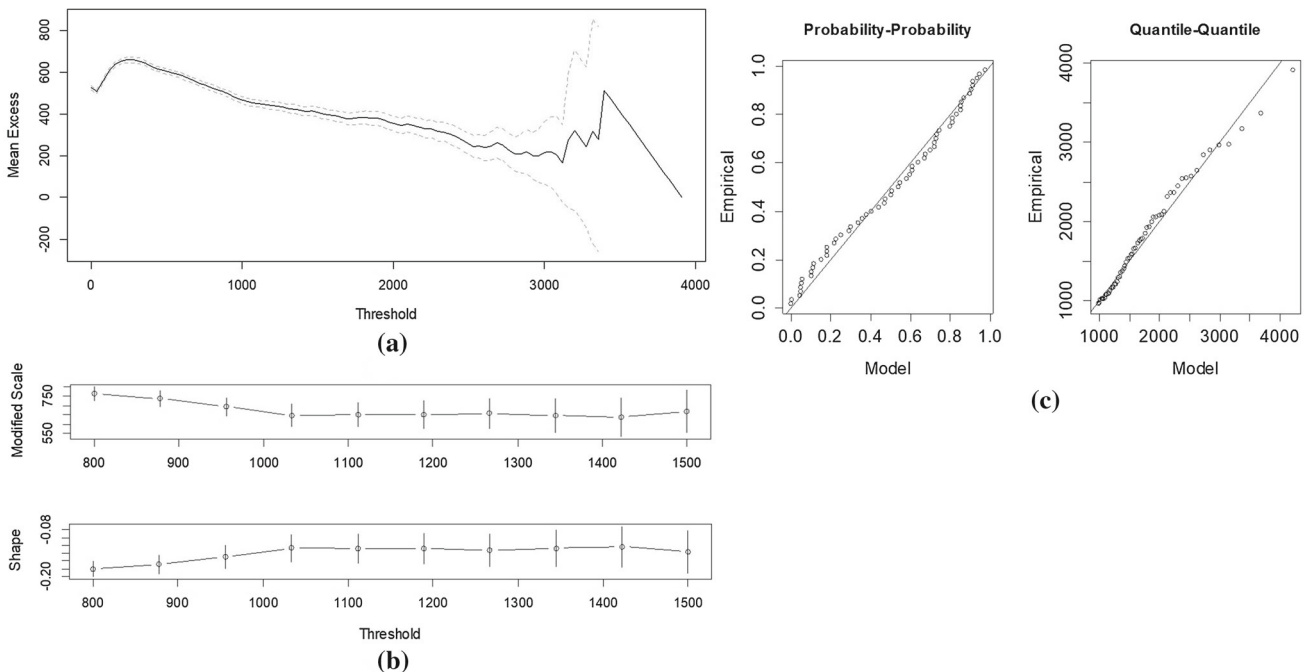 Mean Excess
800
600
400
200
0
-200
0 1000 2000 3000 4000
Threshold
(a)
Modified Scale
750
550
800 900 1000 1100 1200 1300 1400 1500
Shape
-0.08
-0.20
800 900 1000 1100 1200 1300 1400 1500
Threshold
(b)
Probability-Probability
Empirical
1.0
0.8
0.6
0.4
0.2
0.0
0.0 0.2 0.4 0.6 0.8 1.0
Model
Quantile-Quantile
Empirical
4000
3000
2000
1000
1000 2000 3000 4000
Model
(c)